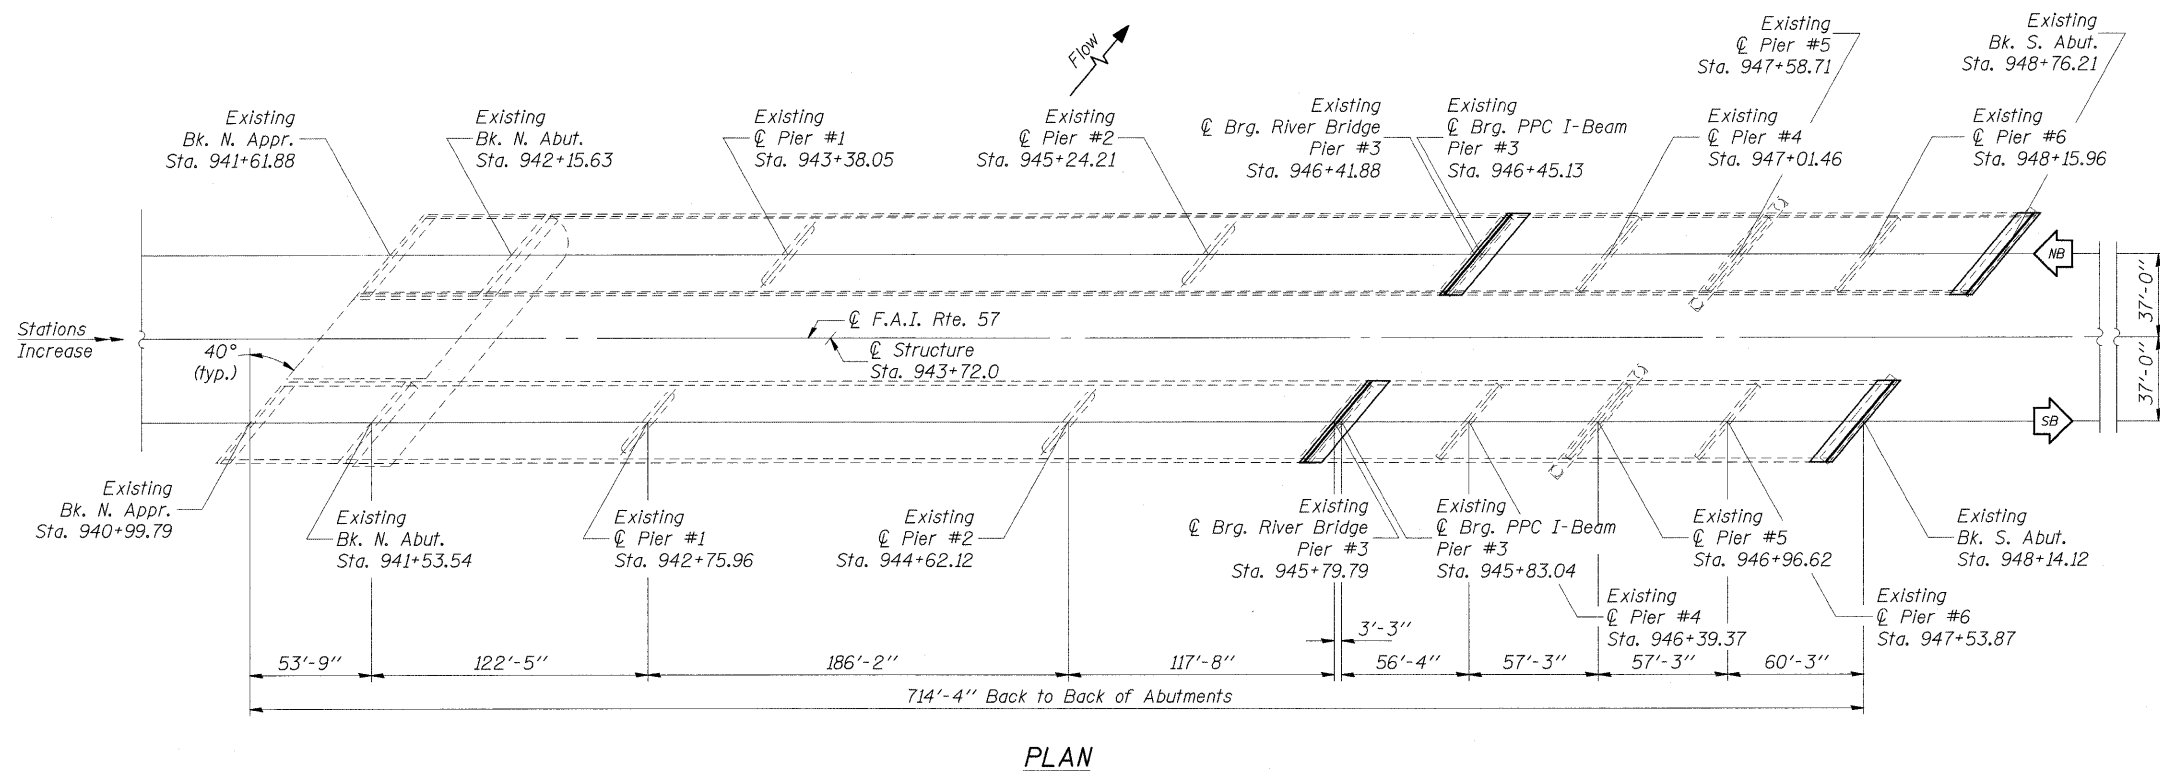 Flow
Existing
℄ Pier #5
Sta. 947+58.71
Existing
Bk. S. Abut.
Sta. 948+76.21
Existing
Bk. N. Appr.
Sta. 941+61.88
Existing
Bk. N. Abut.
Sta. 942+15.63
Existing
℄ Pier #1
Sta. 943+38.05
Existing
℄ Pier #2
Sta. 945+24.21
Existing
℄ Brg. River Bridge
Pier #3
Sta. 946+41.88
Existing
℄ Brg. PPC I-Beam
Pier #3
Sta. 946+45.13
Existing
℄ Pier #4
Sta. 947+01.46
Existing
℄ Pier #6
Sta. 948+15.96
NB
37'-0"
Stations
Increase
40°
(typ.)
℄ F.A.I. Rte. 57
℄ Structure
Sta. 943+72.0
37'-0"
SB
Existing
Bk. N. Appr.
Sta. 940+99.79
Existing
Bk. N. Abut.
Sta. 941+53.54
Existing
℄ Pier #1
Sta. 942+75.96
Existing
℄ Pier #2
Sta. 944+62.12
Existing
℄ Brg. River Bridge
Pier #3
Sta. 945+79.79
Existing
℄ Brg. PPC I-Beam
Pier #3
Sta. 945+83.04
Existing
℄ Pier #5
Sta. 946+96.62
Existing
Bk. S. Abut.
Sta. 948+14.12
Existing
℄ Pier #4
Sta. 946+39.37
Existing
℄ Pier #6
Sta. 947+53.87
53'-9"
122'-5"
186'-2"
117'-8"
3'-3"
56'-4"
57'-3"
57'-3"
60'-3"
714'-4" Back to Back of Abutments
PLAN